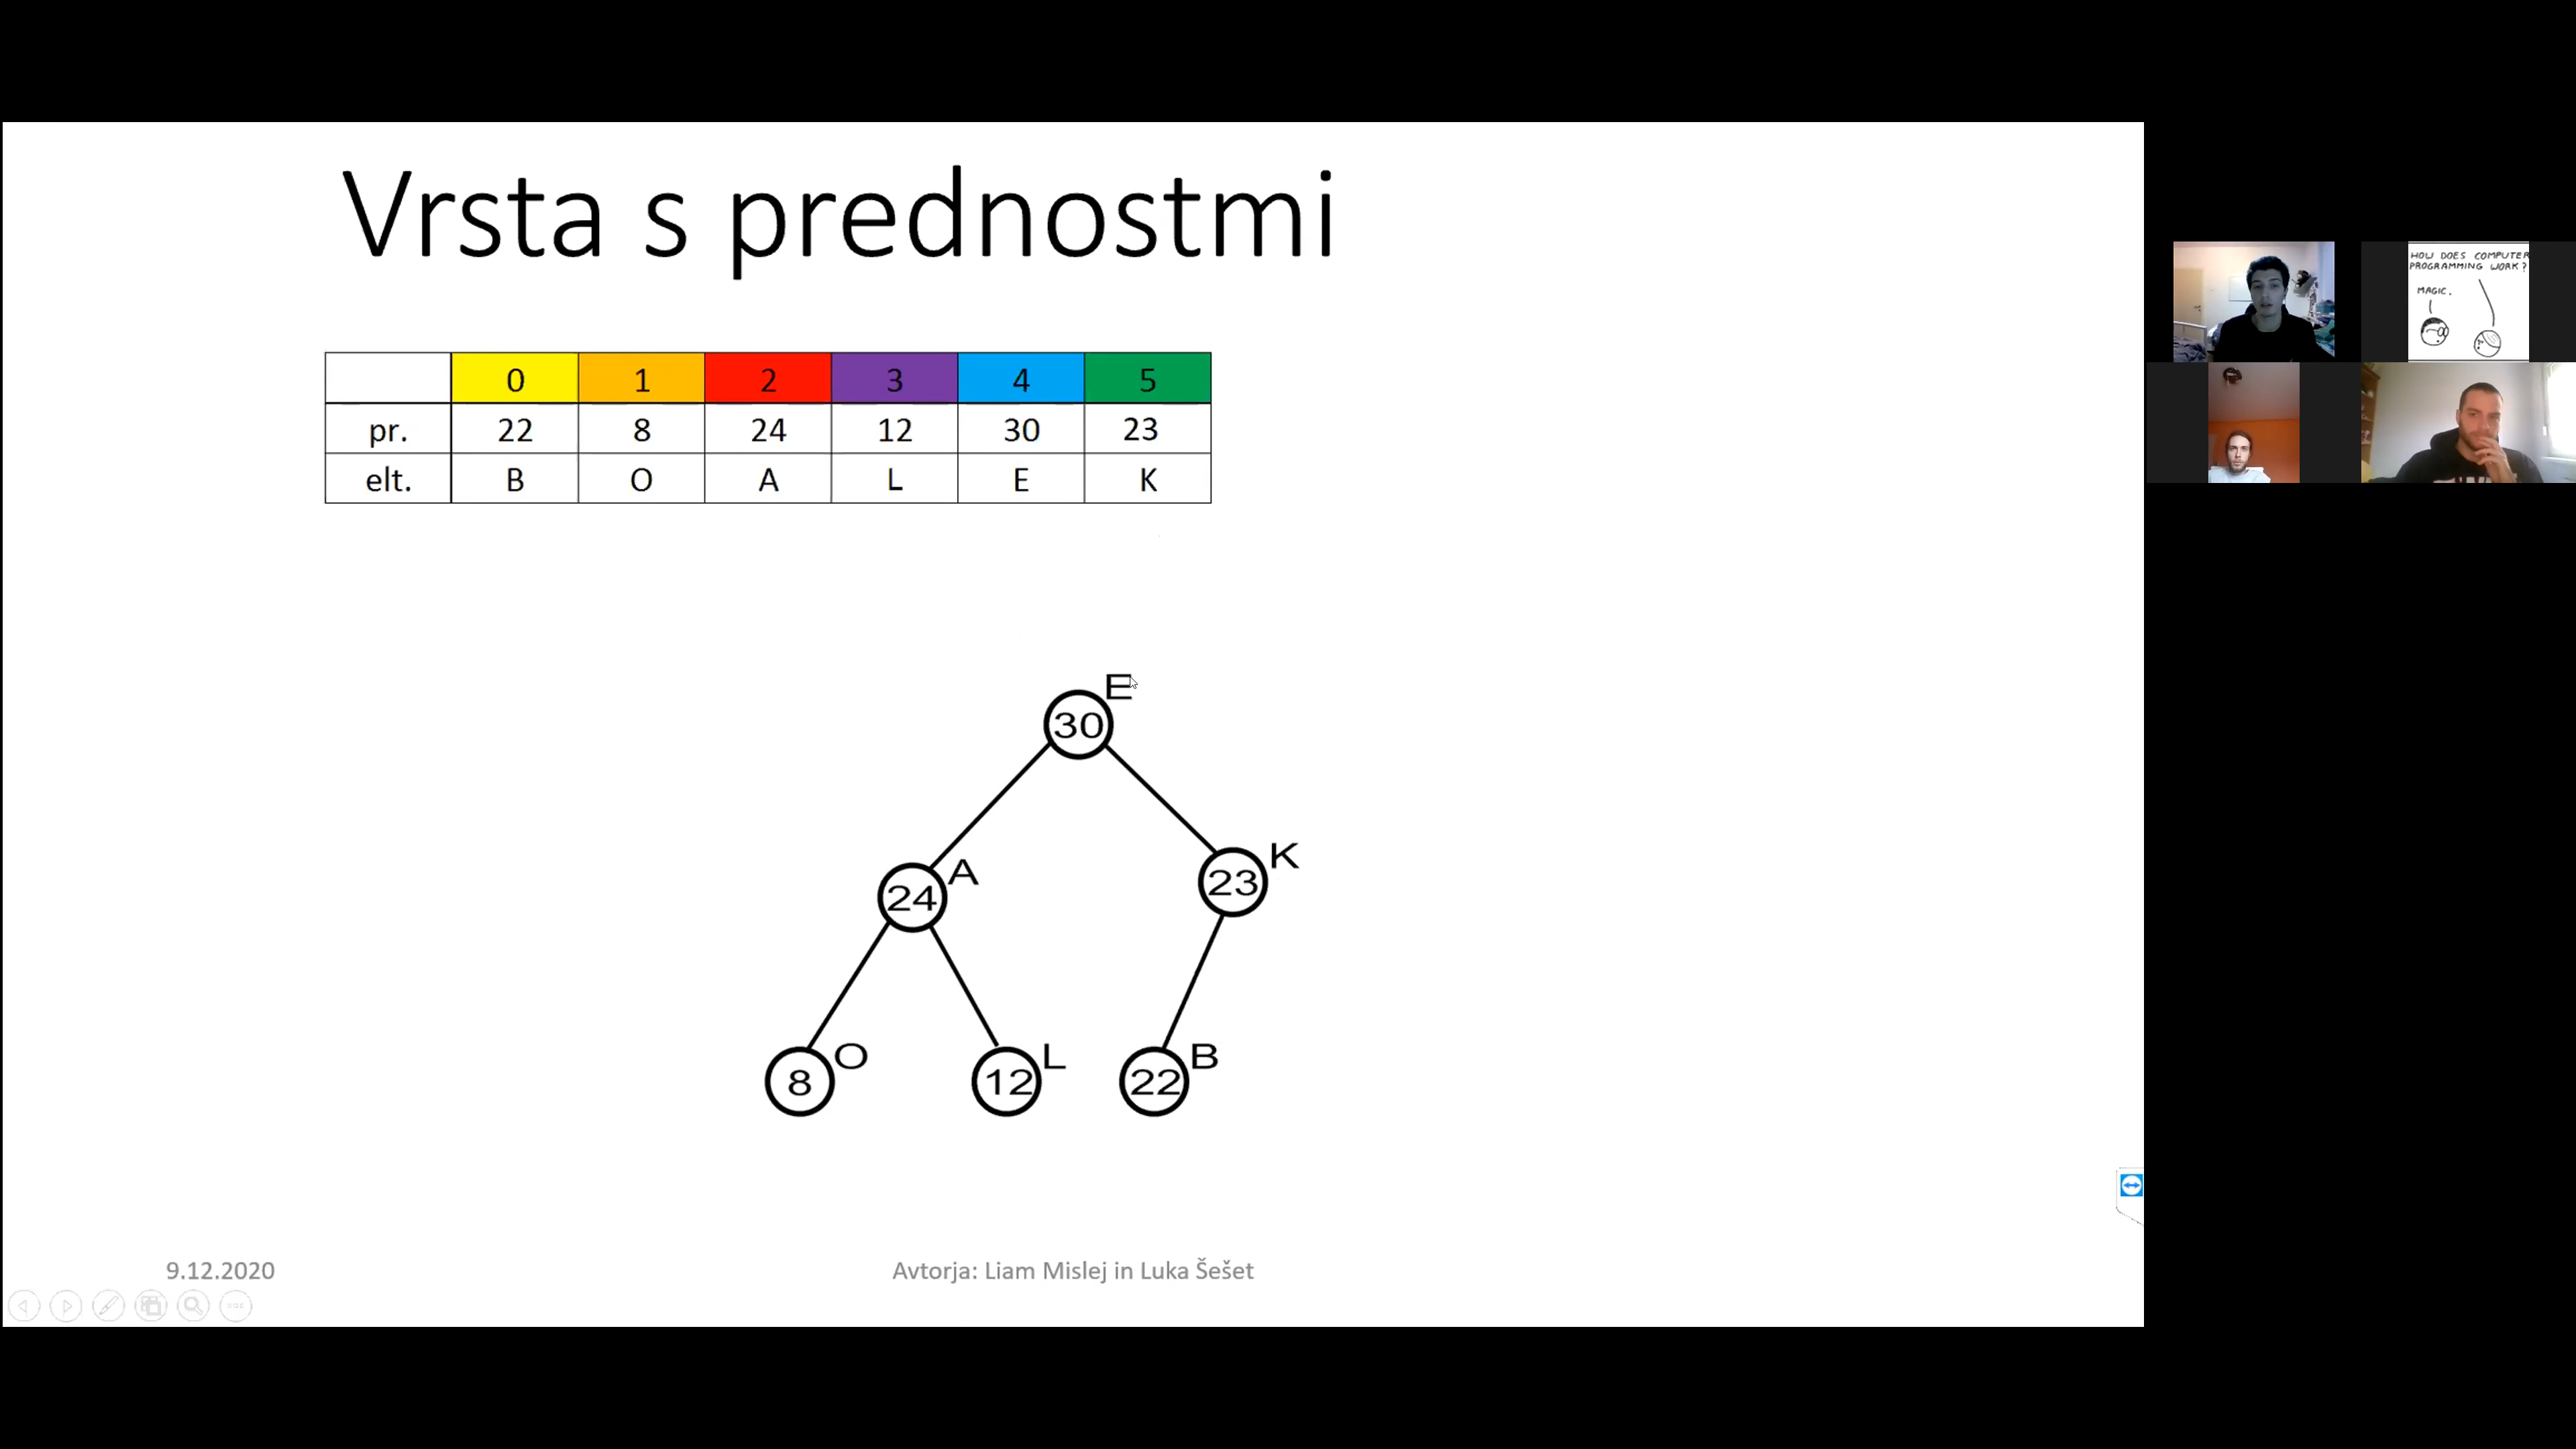 Vrsta s prednostmi
0 1 2 3 4 5
pr. 22 8 24 12 30 23
elt. B O A L E K
E
30
A
24
K
23
O
8
L
12
B
22
9.12.2020
Avtorja: Liam Mislej in Luka Šešet
HOW DOES COMPUTER
PROGRAMMING WORK?
MAGIC.